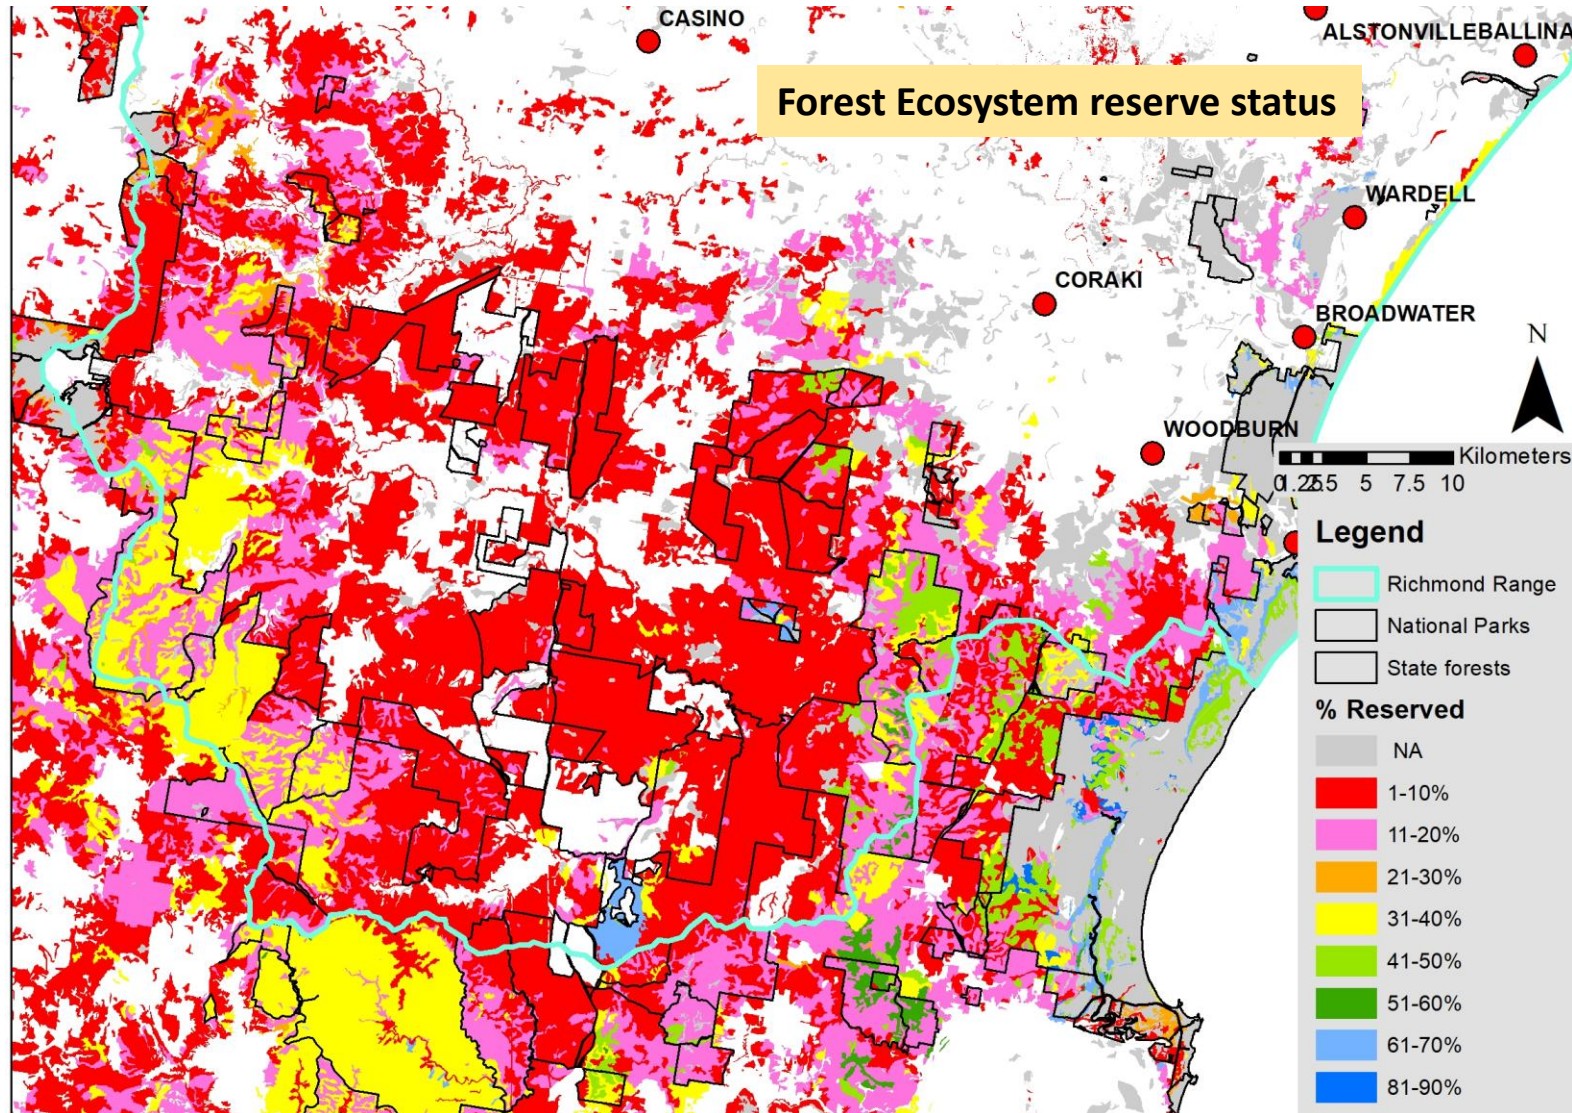 CASINO
ALSTONVILLEBALLINA
Forest Ecosystem reserve status
WARDELL
CORAKI
BROADWATER
N
WOODBURN
Kilometers
5 7.5 10
Legend
Richmond Range
National Parks
State forests
% Reserved
NA
1-10%
11-20%
21-30%
31-40%
41-50%
51-60%
61-70%
81-90%